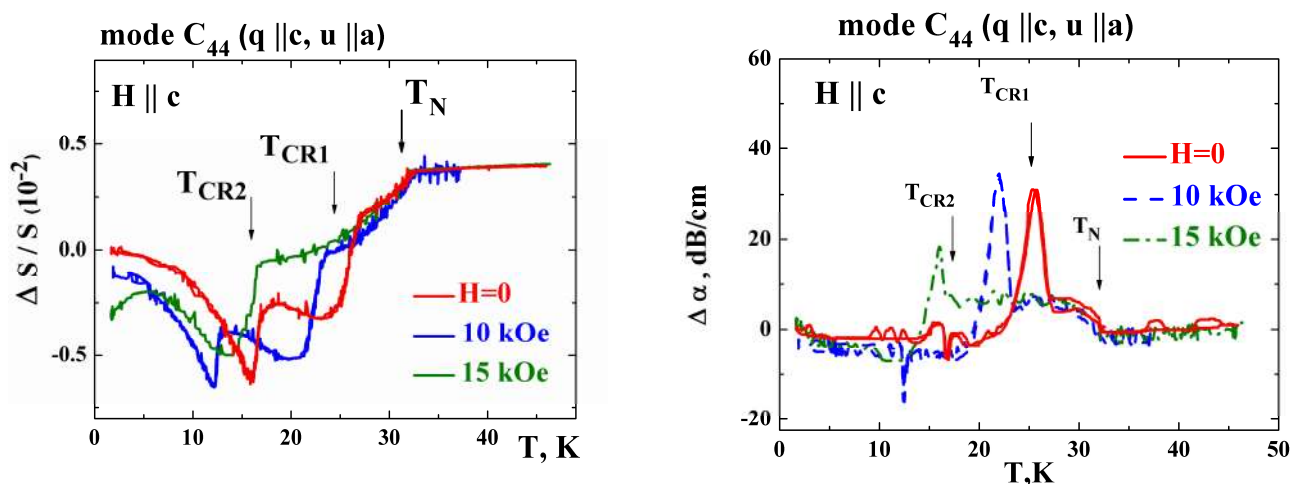 mode C44 (q ||c, u ||a)
H || c
TN
TCR1
TCR2
Δ S / S (10-2)
0.5
0.0
-0.5
H=0
10 kOe
15 kOe
0
10
20
30
40
T, K
mode C44 (q ||c, u ||a)
60
H || c
TCR1
40
H=0
10 kOe
15 kOe
TCR2
TN
20
0
-20
Δ α , dB/cm
0
10
20
30
40
50
T,K